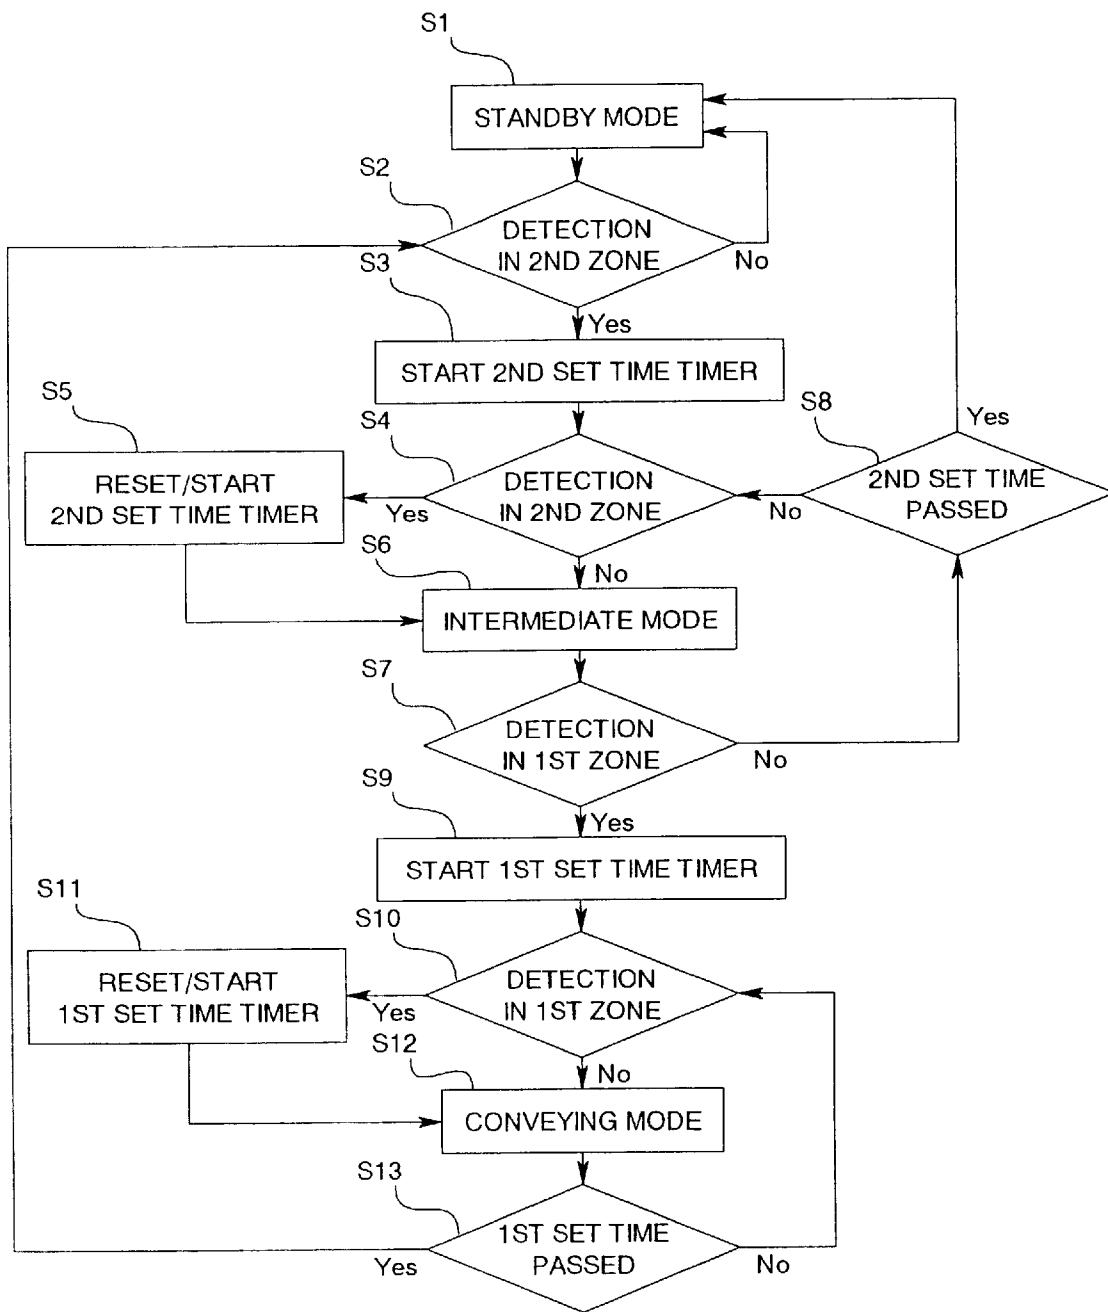 S1
STANDBY MODE
S2
DETECTION
IN 2ND ZONE
No
S3
Yes
START 2ND SET TIME TIMER
S5
S4
S8
Yes
RESET/START
2ND SET TIME TIMER
Yes
DETECTION
IN 2ND ZONE
No
2ND SET TIME
PASSED
S6
No
INTERMEDIATE MODE
S7
DETECTION
IN 1ST ZONE
No
S9
Yes
START 1ST SET TIME TIMER
S11
S10
RESET/START
1ST SET TIME TIMER
Yes
DETECTION
IN 1ST ZONE
S12
No
CONVEYING MODE
S13
1ST SET TIME
PASSED
Yes
No